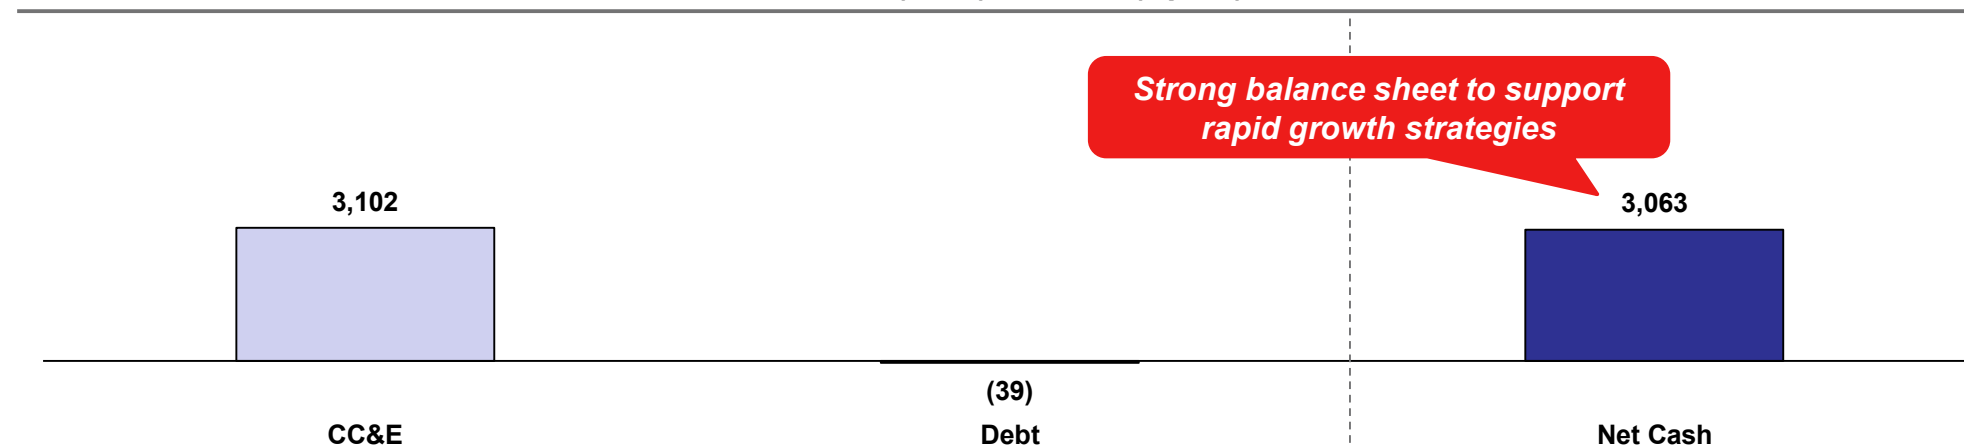 Strong balance sheet to support
rapid growth strategies
3,102
3,063
(39)
CC&E
Debt
Net Cash